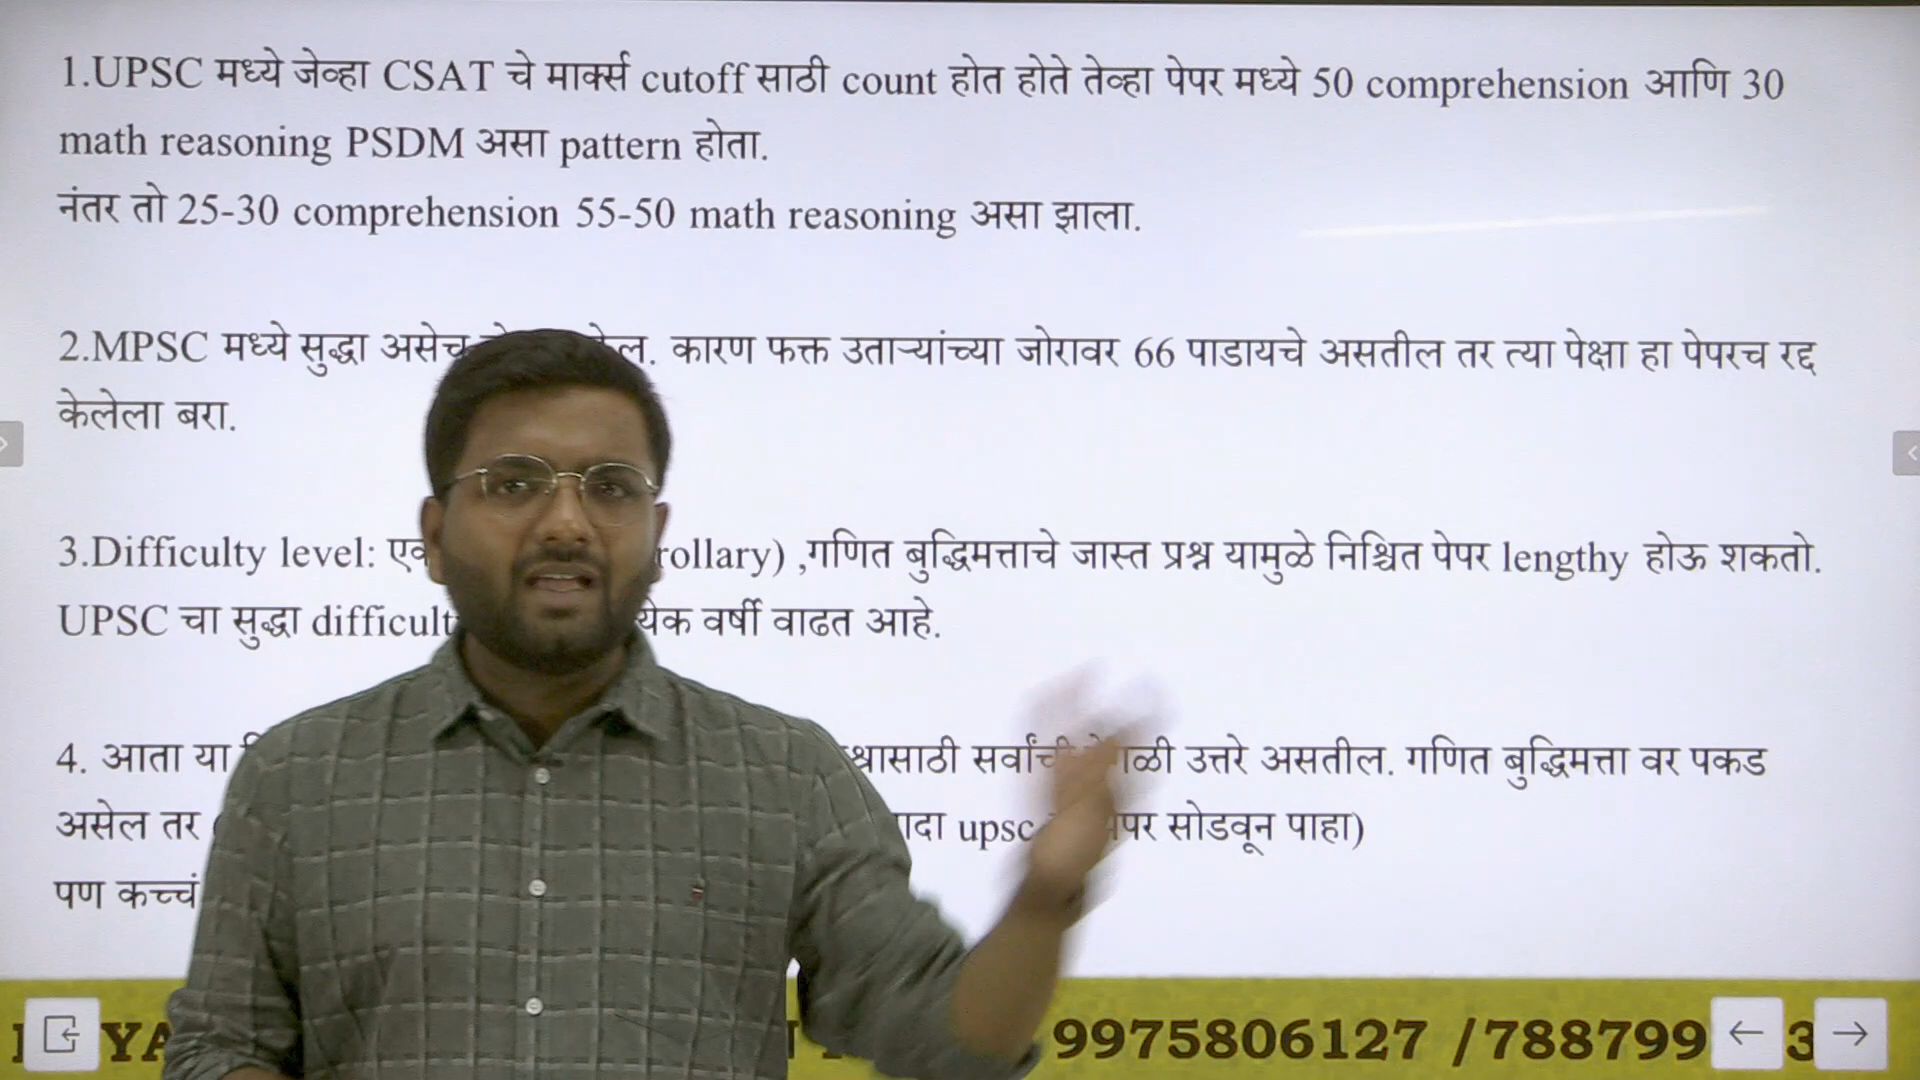 1.UPSC मध्ये जेव्हा CSAT चे मार्क्स cutoff साठी count होत होते तेव्हा पेपर मध्ये 50 comprehension आणि 30
math reasoning PSDM असा pattern होता.
नंतर तो 25-30 comprehension 55-50 math reasoning असा झाला.
2.MPSC मध्ये सुद्धा असेच कारण फक्त उताऱ्यांच्या जोरावर 66 पाडायचे असतील तर त्या पेक्षा हा पेपरच रद्द
केलेला बरा.
3.Difficulty level: rollary) ,गणित बुद्धिमत्ताचे जास्त प्रश्न यामुळे निश्चित पेपर lengthy होऊ शकतो.
UPSC चा सुद्धा difficult वर्षी वाढत आहे.
4. आता या सर्वांची उत्तरे असतील. गणित बुद्धिमत्ता वर पकड
असेल तर upsc सोडवून पाहा)
पण कच्चं
9975806127 /788799 3